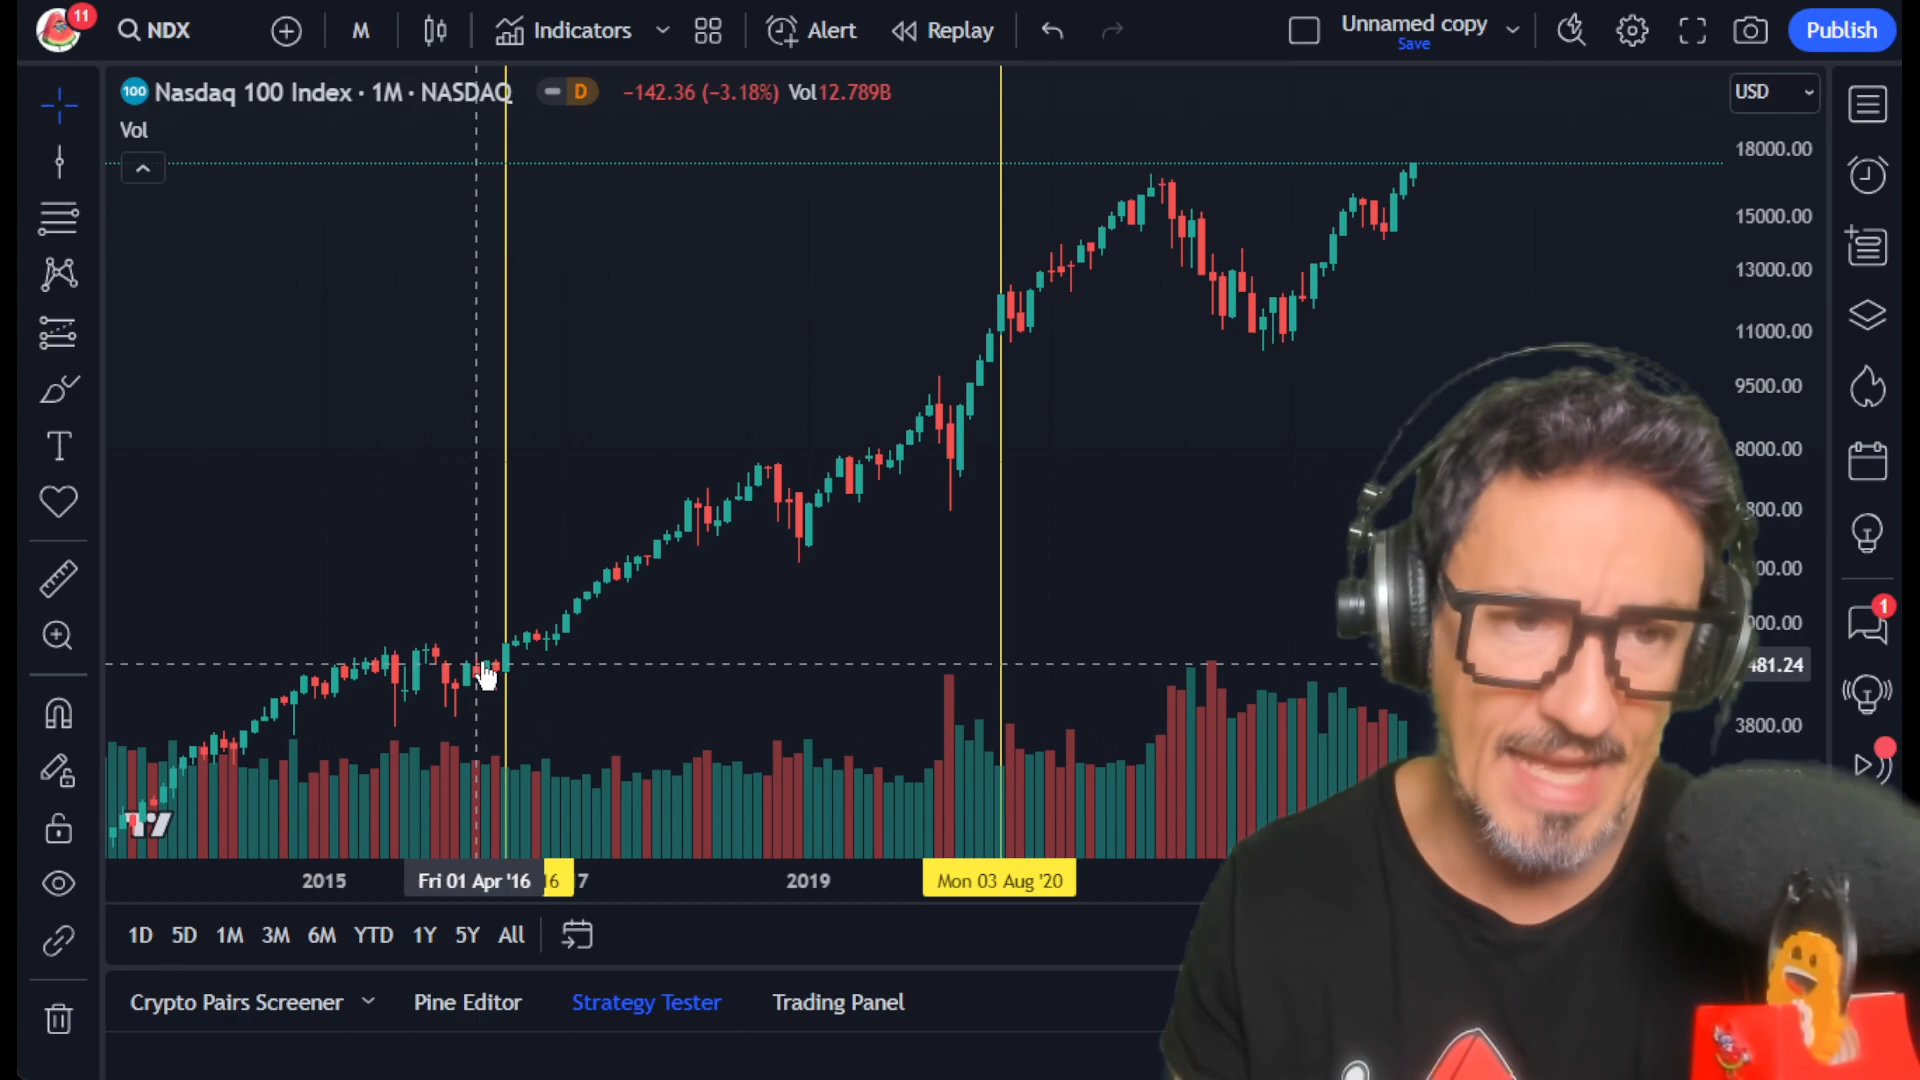 11
NDX
M
Indicators
Alert
Replay
Unnamed copy
Save
Publish
100
Nasdaq 100 Index · 1M · NASDAQ
D
−142.36 (−3.18%)
Vol12.789B
USD
Vol
18000.00
15000.00
13000.00
11000.00
9500.00
8000.00
800.00
00.00
000.00
481.24
3800.00
1
2015
Fri 01 Apr '16
16
7
2019
Mon 03 Aug '20
1D
5D
1M
3M
6M
YTD
1Y
5Y
All
Crypto Pairs Screener
Pine Editor
Strategy Tester
Trading Panel